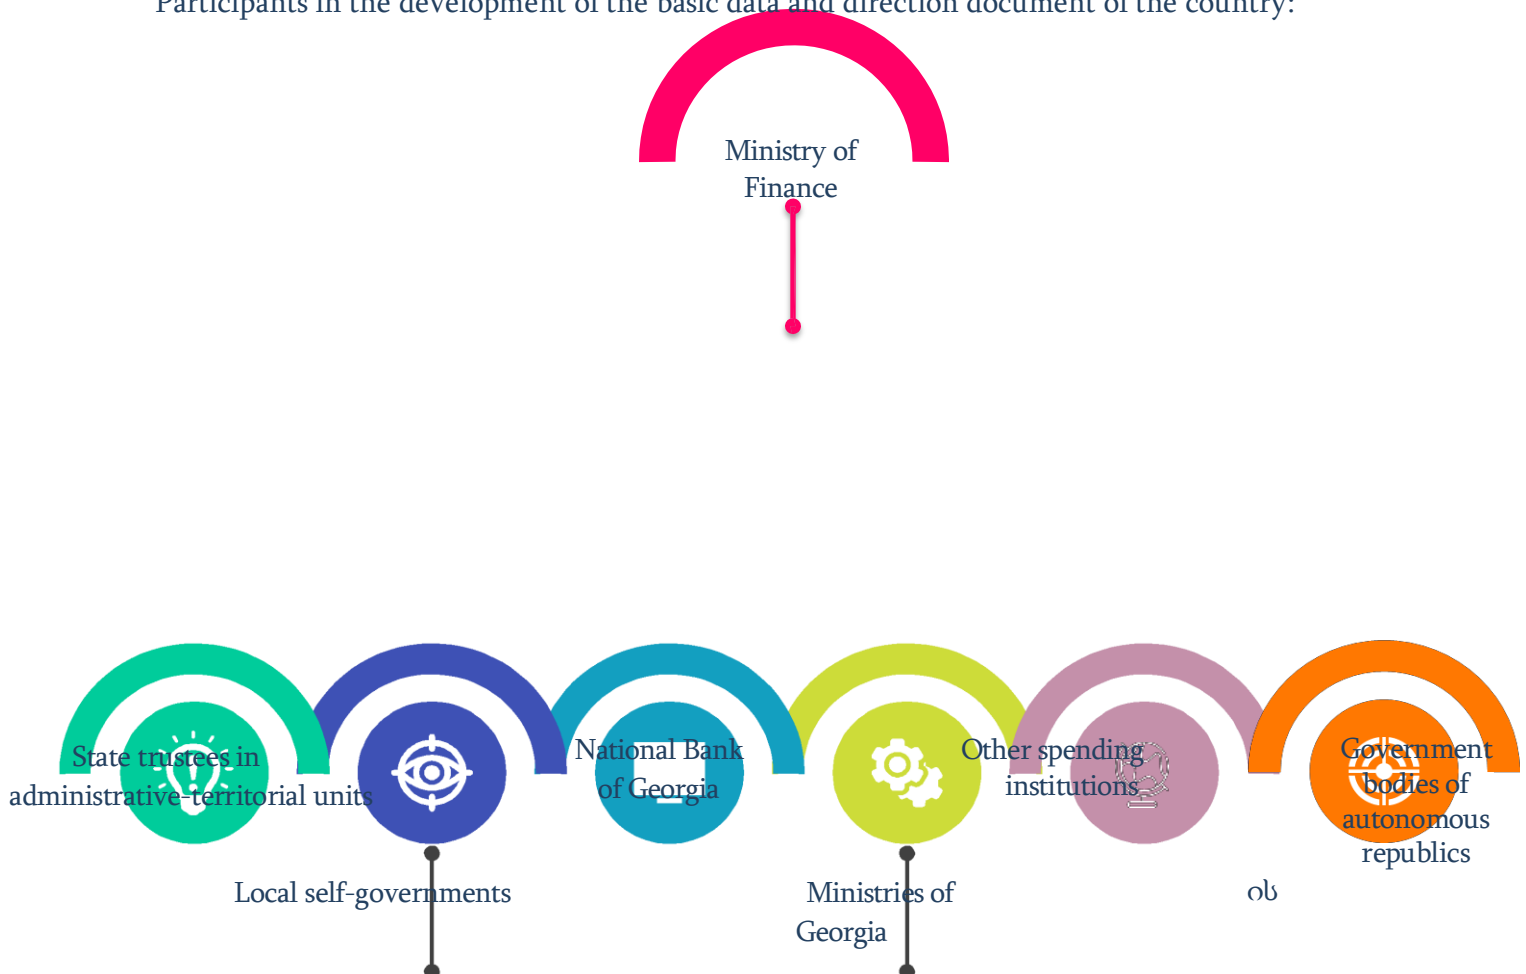 Participants in the development of the basic data and direction document of the country:
Ministry of
Finance
State trustees in
administrative-territorial units
National Bank
of Georgia
Other spending
institutions
Government
bodies of
autonomous
republics
Local self-governments
Ministries of
Georgia
ის